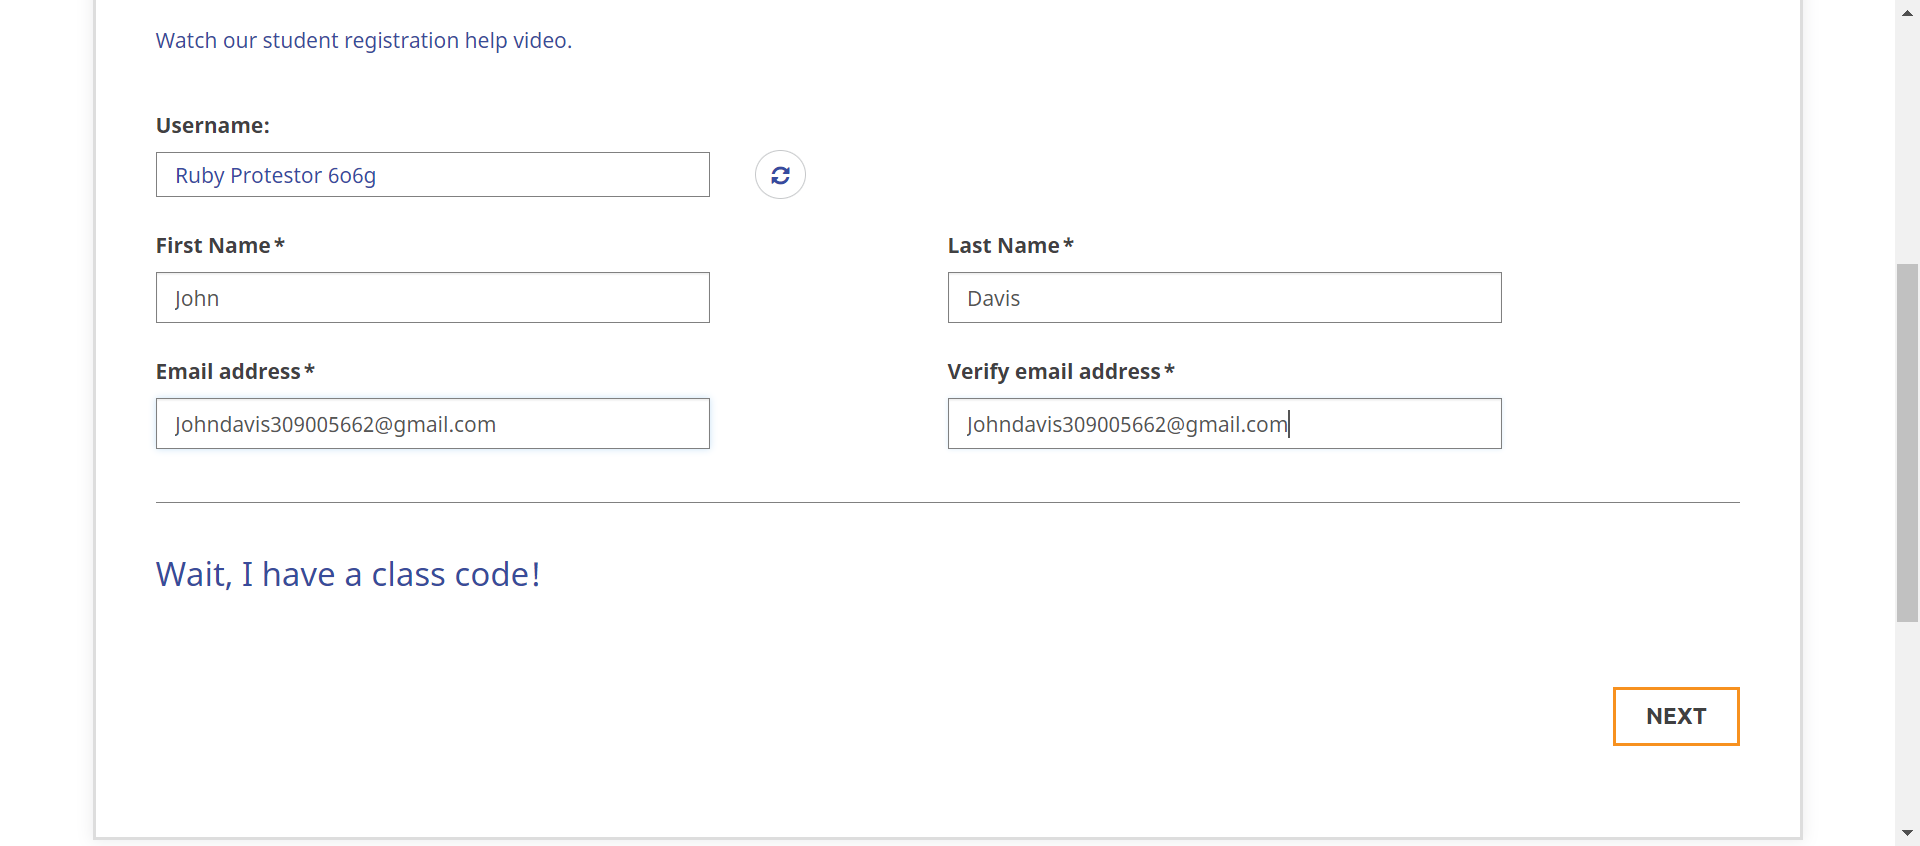 Watch our student registration help video.
Username:
Ruby Protestor 6o6g
First Name*
Last Name*
John
Davis
Email address*
Verify email address*
Johndavis309005662@gmail.com
Johndavis309005662@gmail.com
Wait, I have a class code!
NEXT